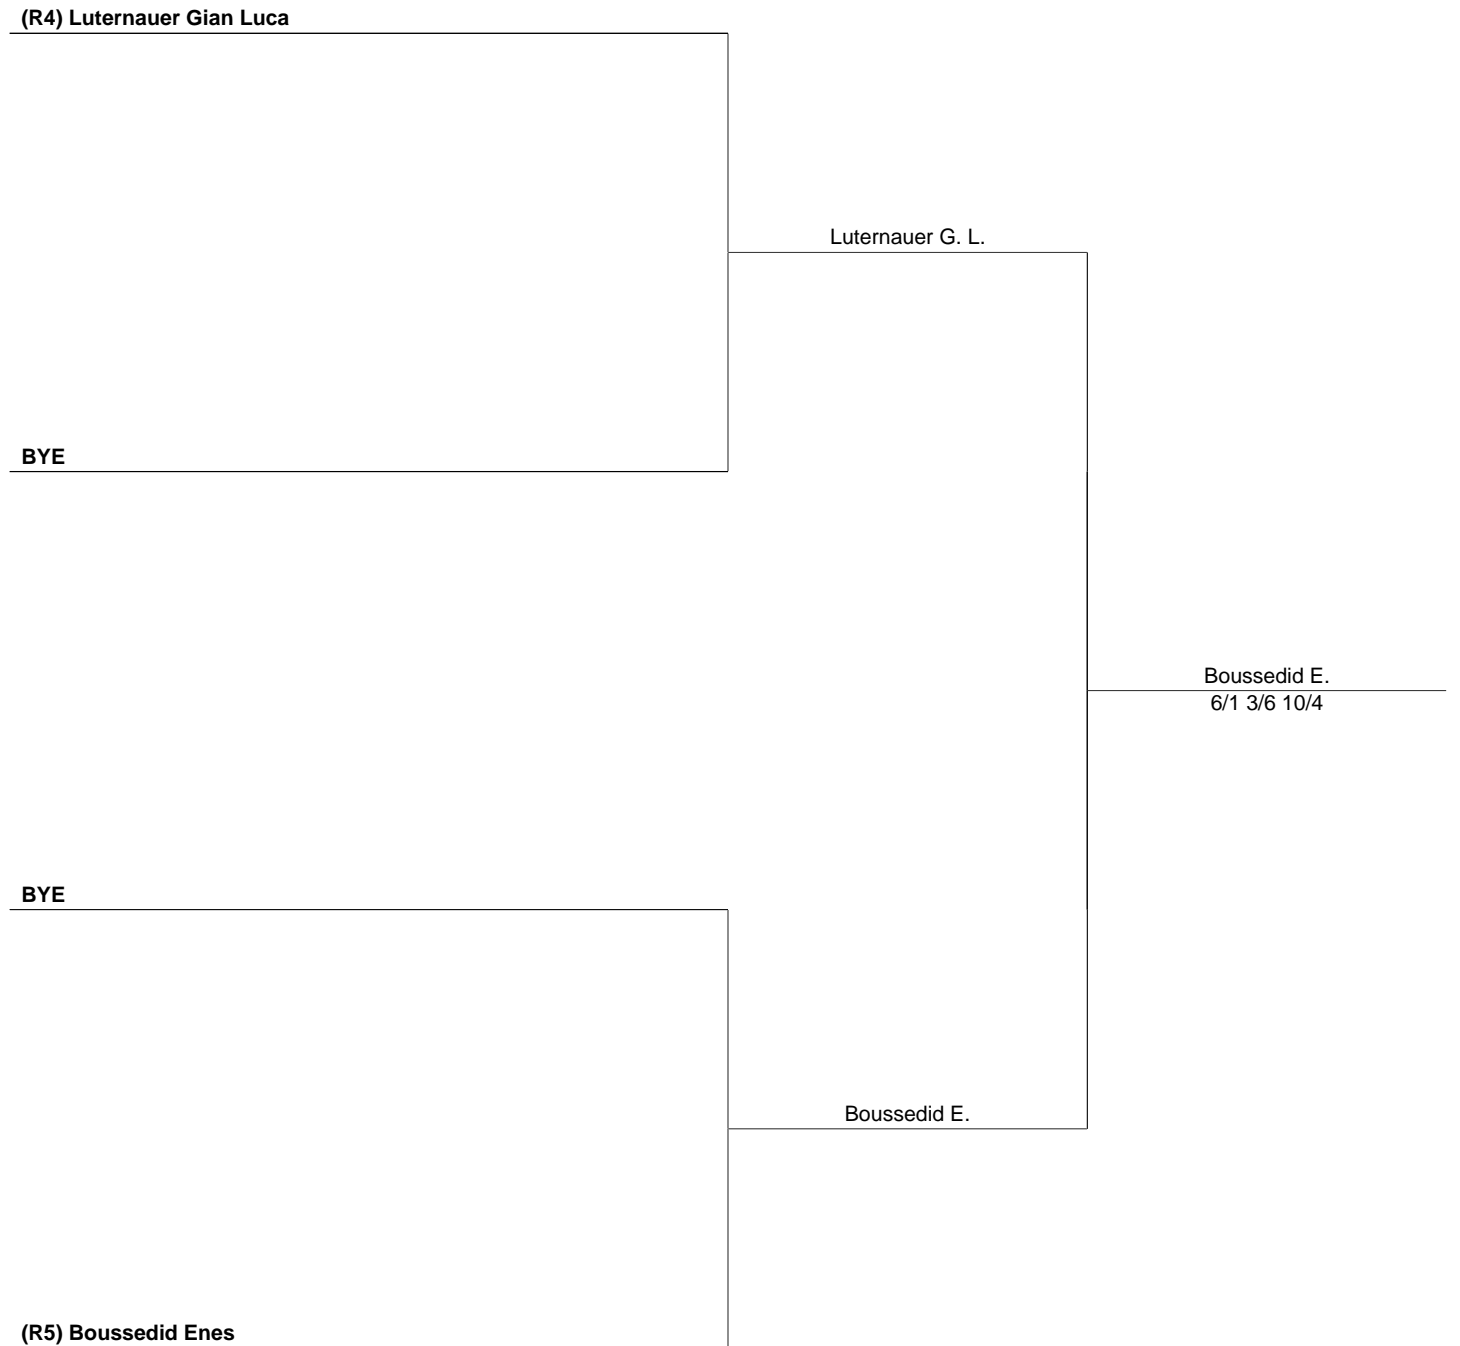 (R4) Luternauer Gian Luca
Luternauer G. L.
BYE
Boussedid E.
6/1 3/6 10/4
BYE
Boussedid E.
(R5) Boussedid Enes